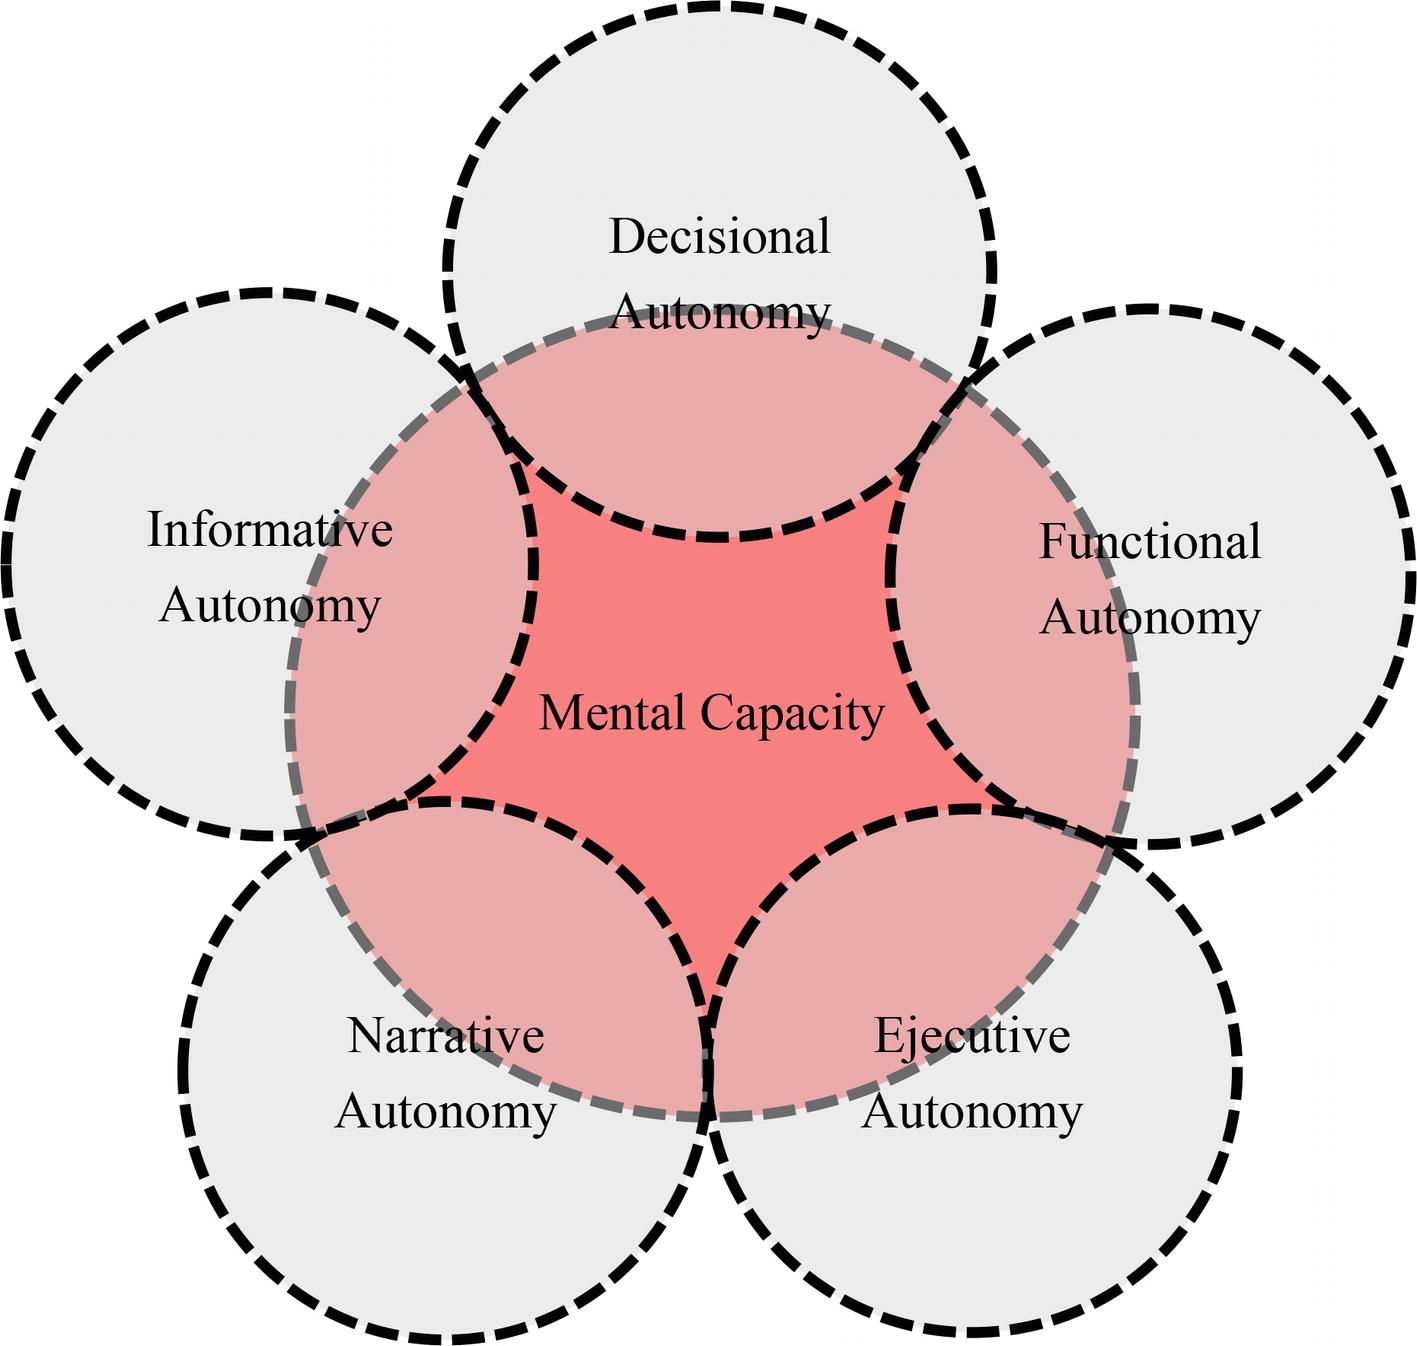 Decisional
Autonomy
Informative
Autonomy
Functional
Autonomy
Mental Capacity
Narrative
Autonomy
Ejecutive
Autonomy